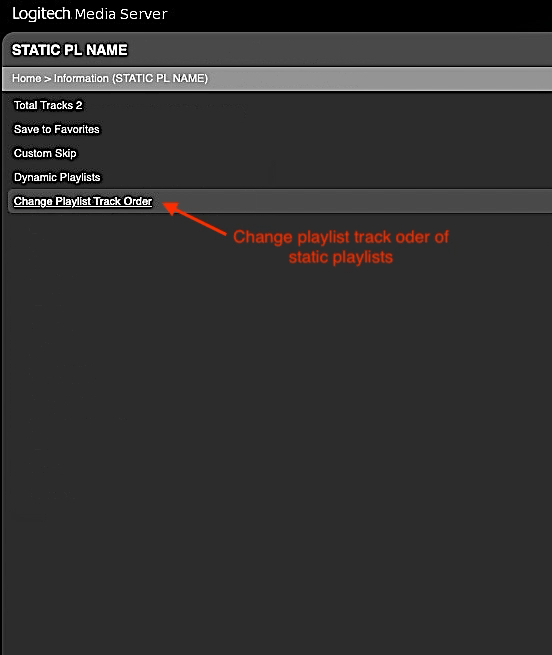 Logitech Media Server
STATIC PL NAME
Home > Information (STATIC PL NAME)
Total Tracks 2
Save to Favorites
Custom Skip
Dynamic Playlists
Change Playlist Track Order
Change playlist track oder of
static playlists